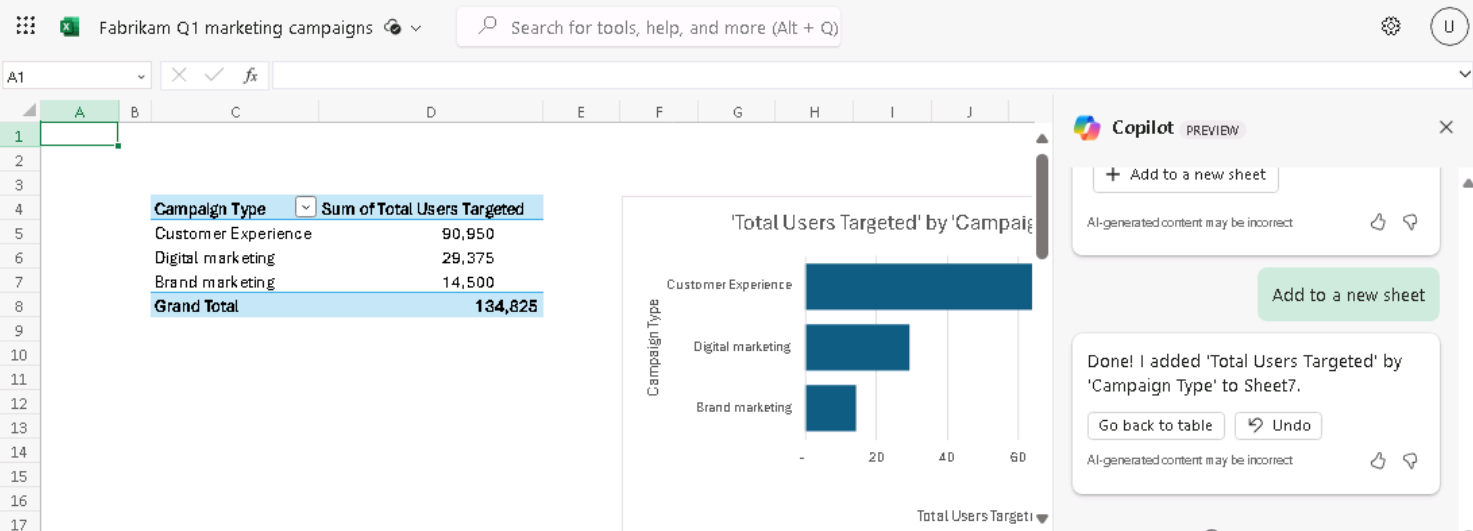 Fabrikam Q1 marketing campaigns
Search for tools, help, and more (Alt + Q)
U
A1
fx
A B C D E F G H I J
1
2
3
4 Campaign Type Sum of Total Users Targeted
5 Customer Experience 90,950
6 Digital marketing 29,375
7 Brand marketing 14,500
8 Grand Total 134,825
9
10
11
12
13
14
15
16
17
'Total Users Targeted' by 'Campaig
Campaign Type
Customer Experience
Digital marketing
Brand marketing
- 20 40 60
Total Users Targeti
Copilot PREVIEW
+ Add to a new sheet
AI-generated content may be incorrect
Add to a new sheet
Done! I added 'Total Users Targeted' by
'Campaign Type' to Sheet7.
Go back to table Undo
AI-generated content may be incorrect